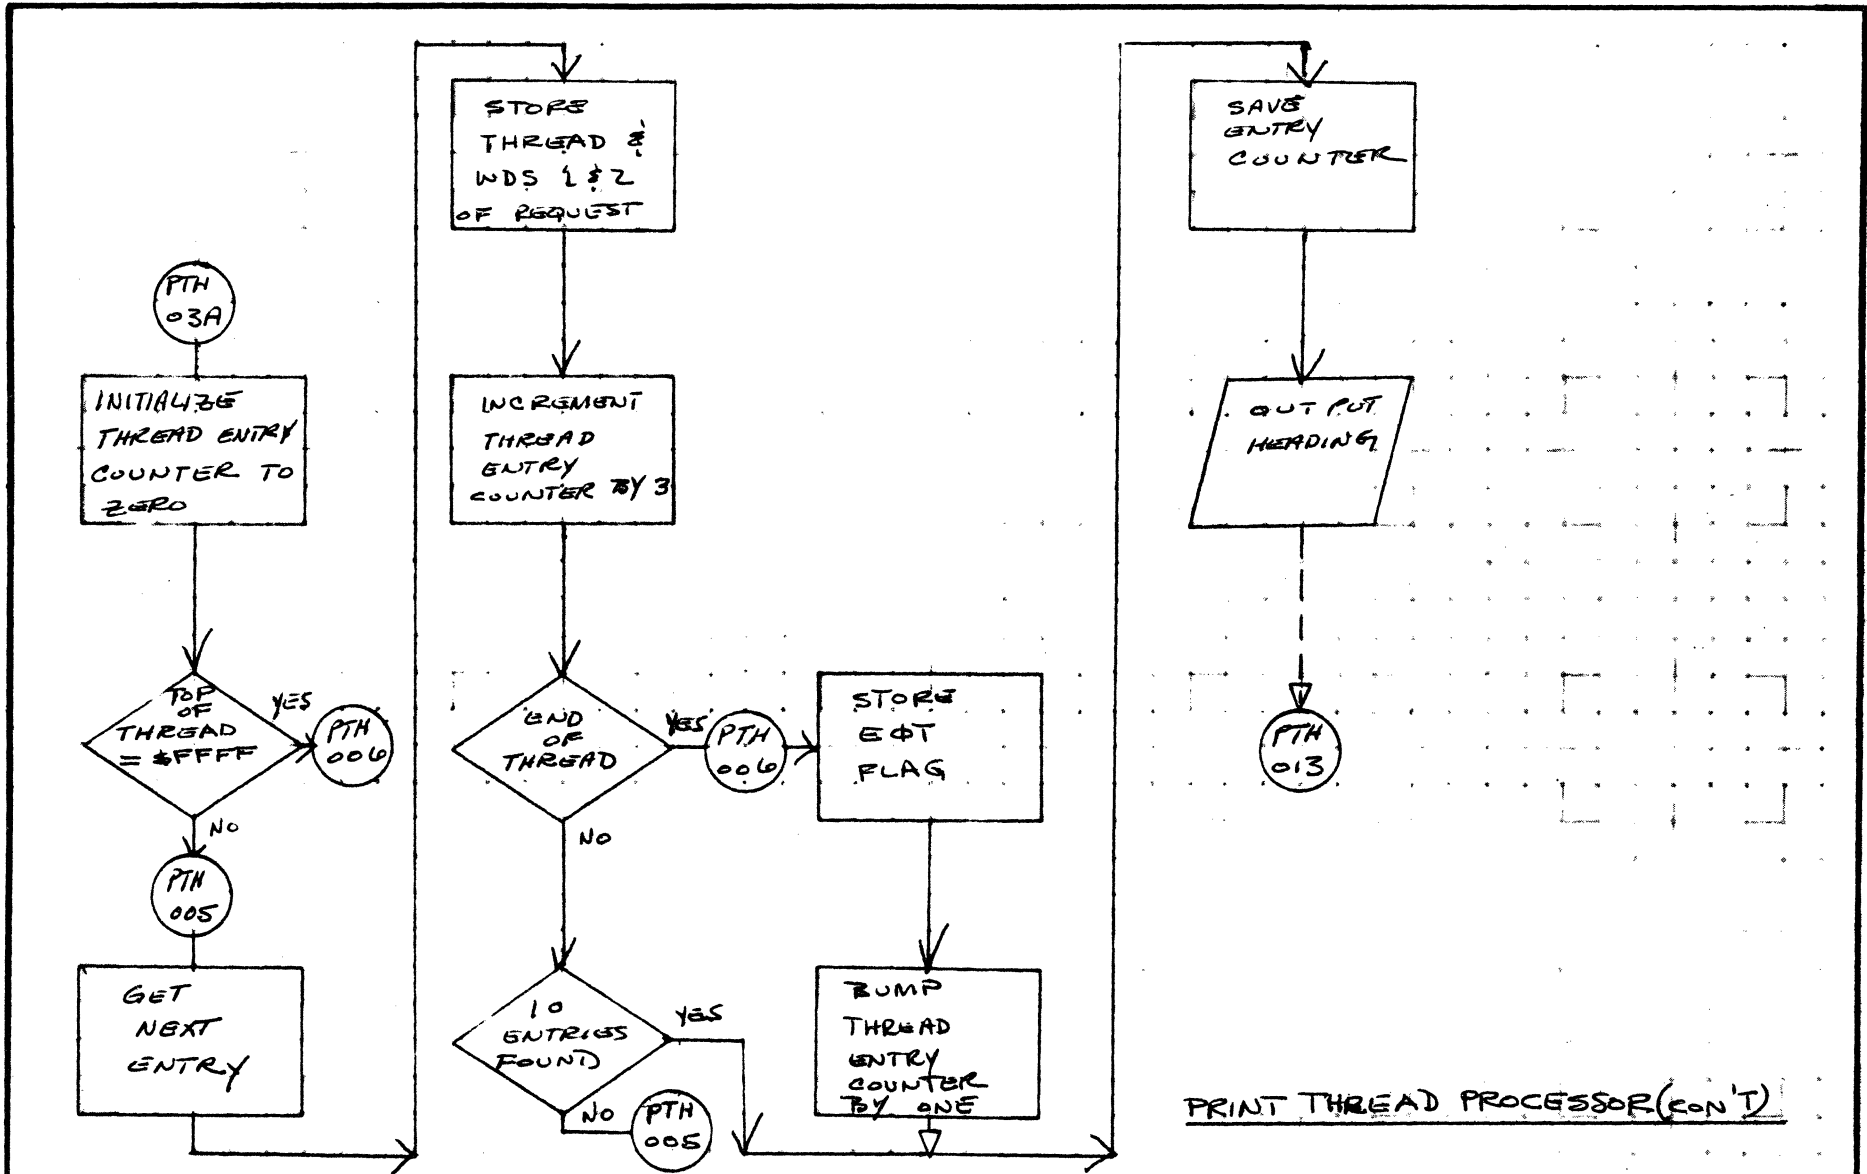 PTH
03A
INITIALIZE
THREAD ENTRY
COUNTER TO
ZERO
TOP
OF
THREAD
= $FFFF
YES
PTH
006
NO
PTH
005
GET
NEXT
ENTRY
STORE
THREAD &
WDS 1 & 2
OF REQUEST
INCREMENT
THREAD
ENTRY
COUNTER BY 3
END
OF
THREAD
YES
PTH
006
NO
STORE
EØT
FLAG
10
ENTRIES
FOUND
YES
NO
PTH
005
BUMP
THREAD
ENTRY
COUNTER
BY ONE
SAVE
ENTRY
COUNTER
OUTPUT
HEADING
PTH
013
PRINT THREAD PROCESSOR (CON'T)